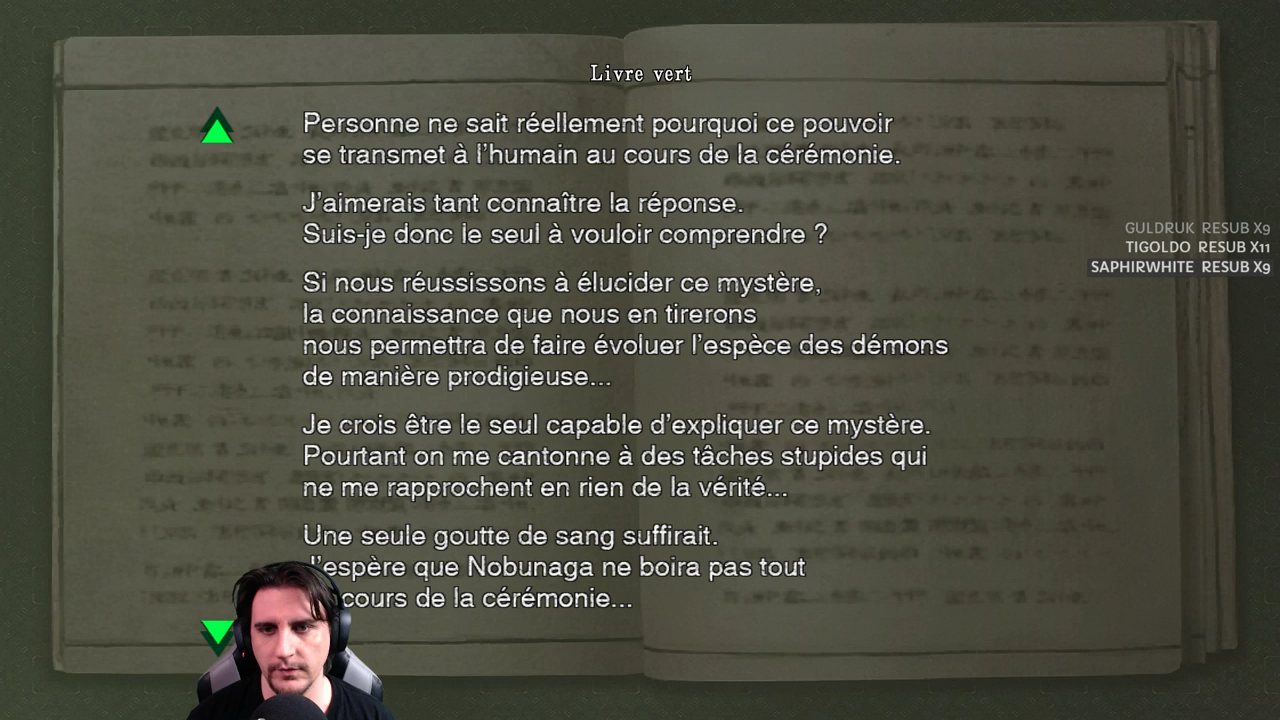 Livre vert
Personne ne sait réellement pourquoi ce pouvoir
se transmet à l'humain au cours de la cérémonie.
J'aimerais tant connaître la réponse.
Suis-je donc le seul à vouloir comprendre ?
Si nous réussissons à élucider ce mystère,
la connaissance que nous en tirerons
nous permettra de faire évoluer l'espèce des démons
de manière prodigieuse...
Je crois être le seul capable d'expliquer ce mystère.
Pourtant on me cantonne à des tâches stupides qui
ne me rapprochent en rien de la vérité...
Une seule goutte de sang suffirait.
J'espère que Nobunaga ne boira pas tout
cours de la cérémonie...
GULDRUK RESUB X9
TIGOLDO RESUB X11
SAPHIRWHITE RESUB X9